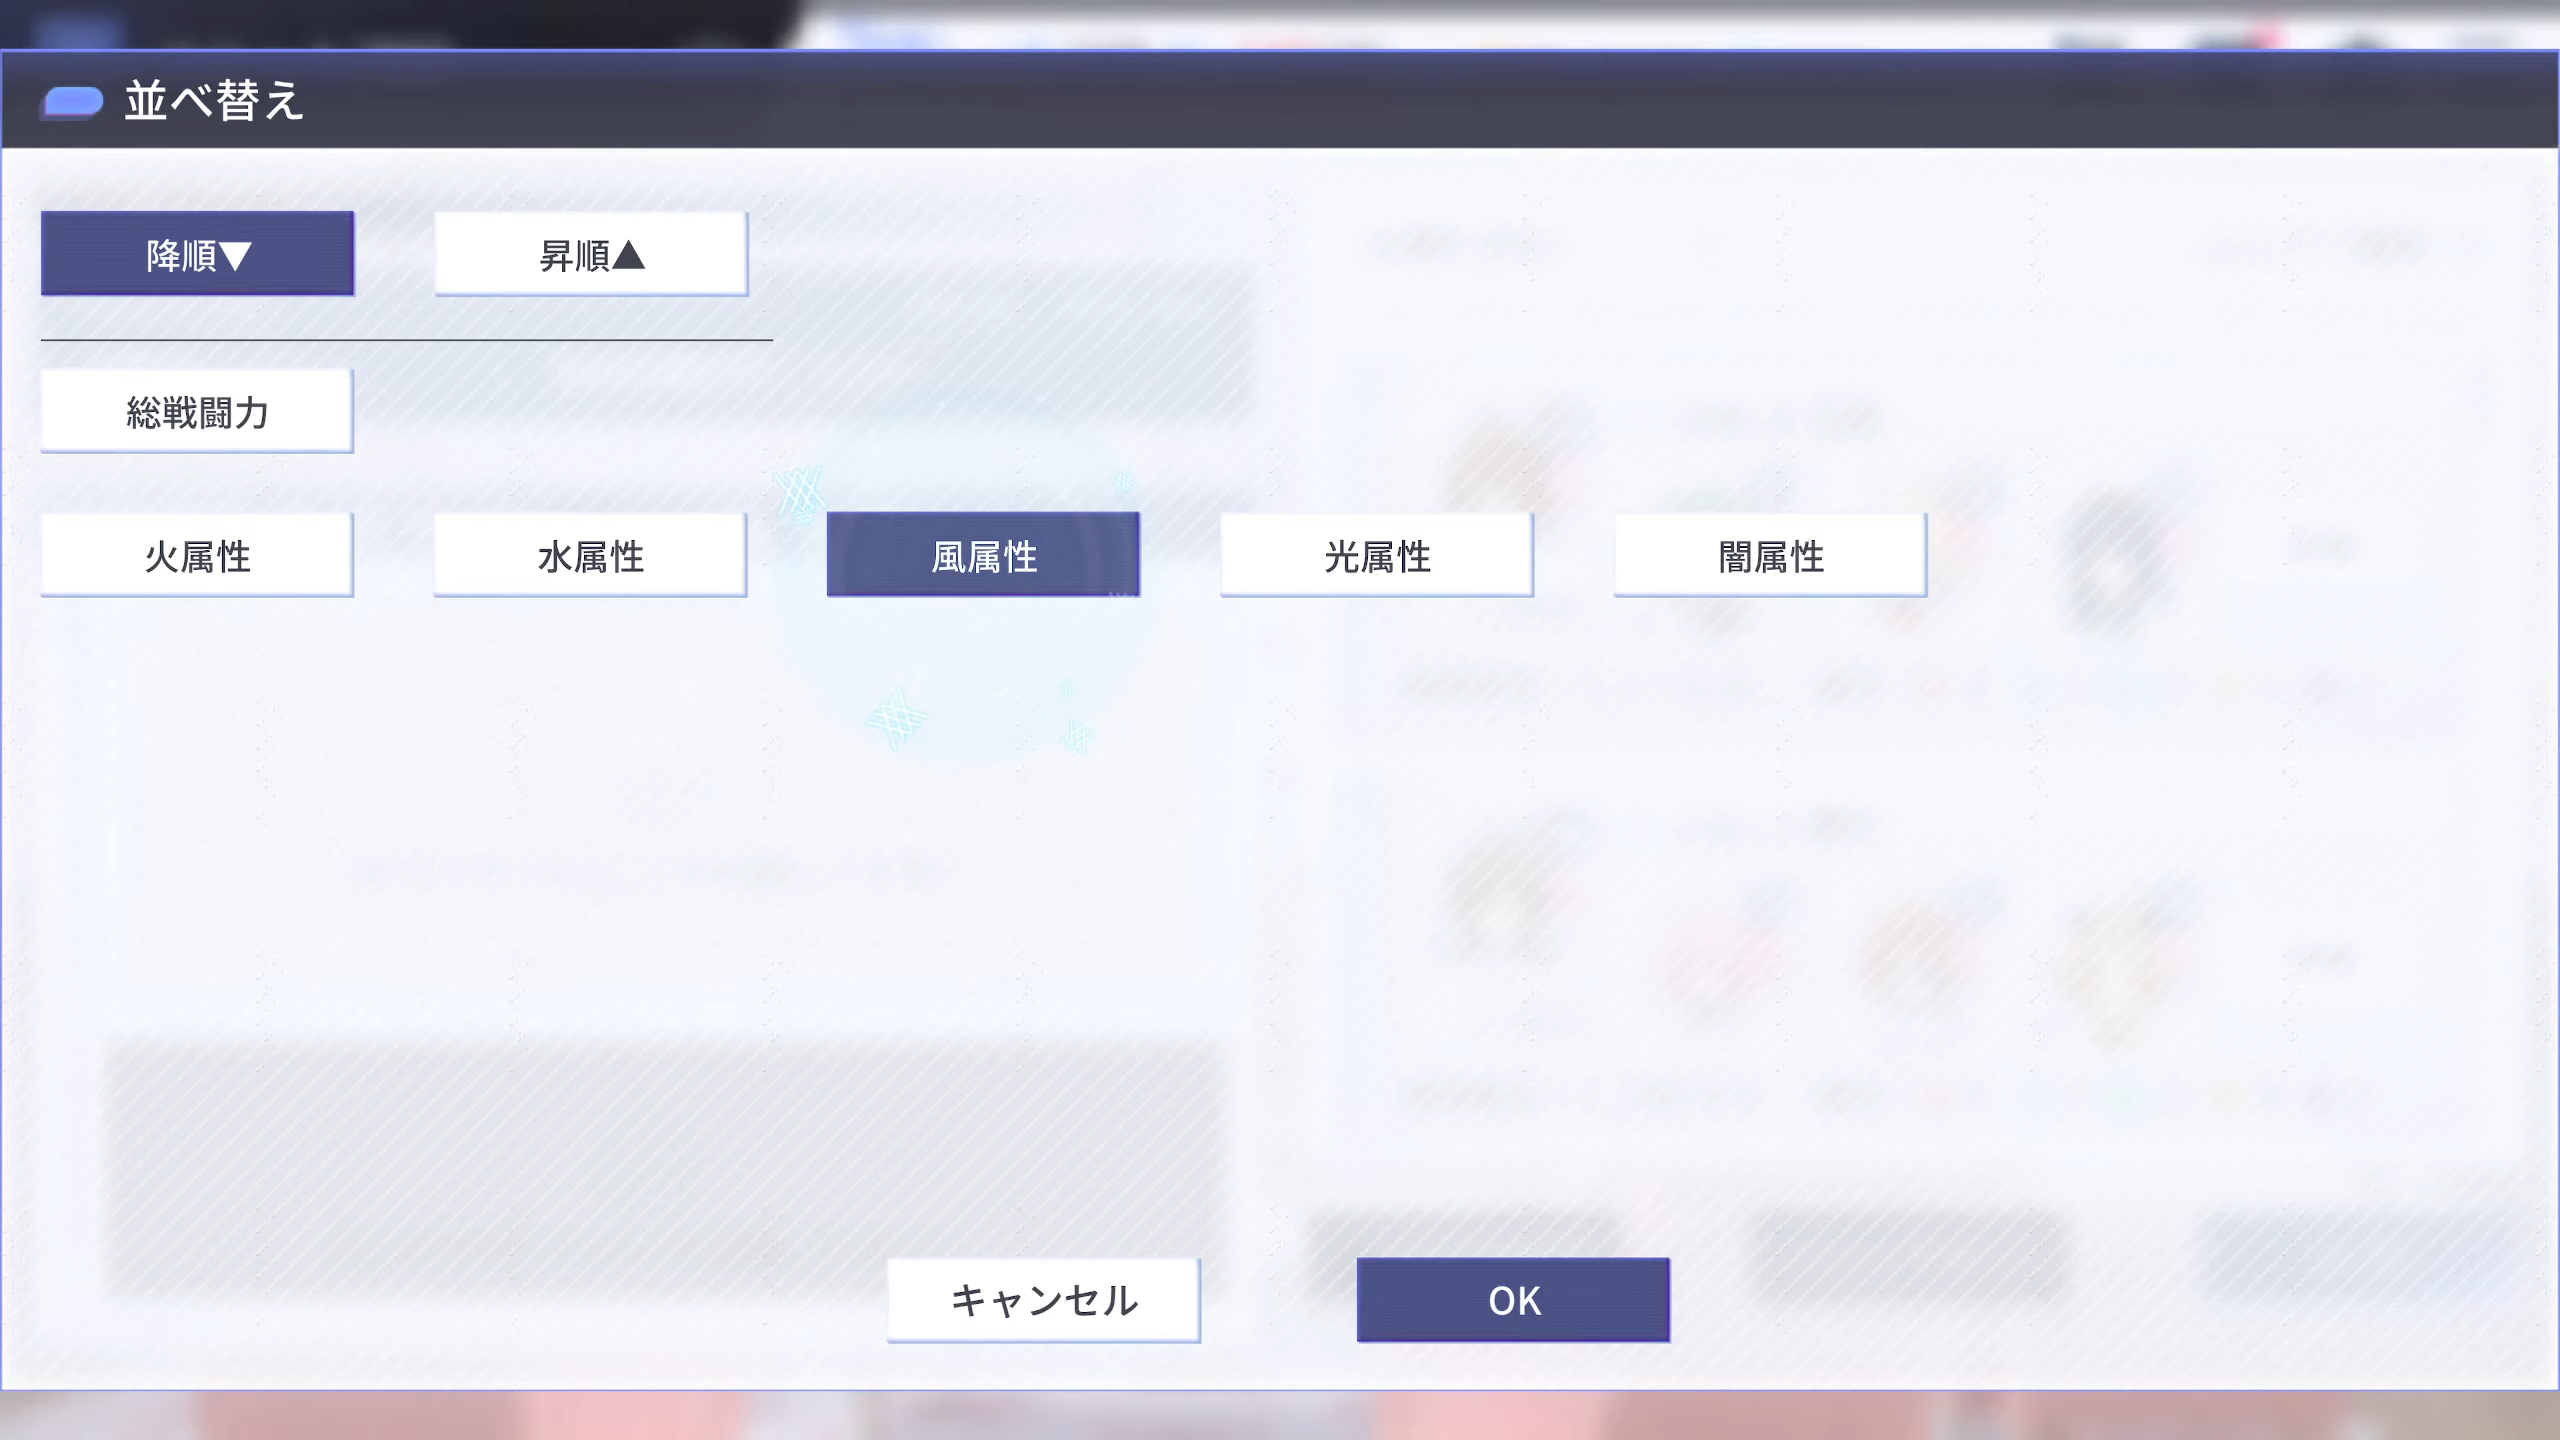 並べ替え
降順▼ 昇順▲
総戦闘力
火属性 水属性 風属性 光属性 闇属性
キャンセル OK